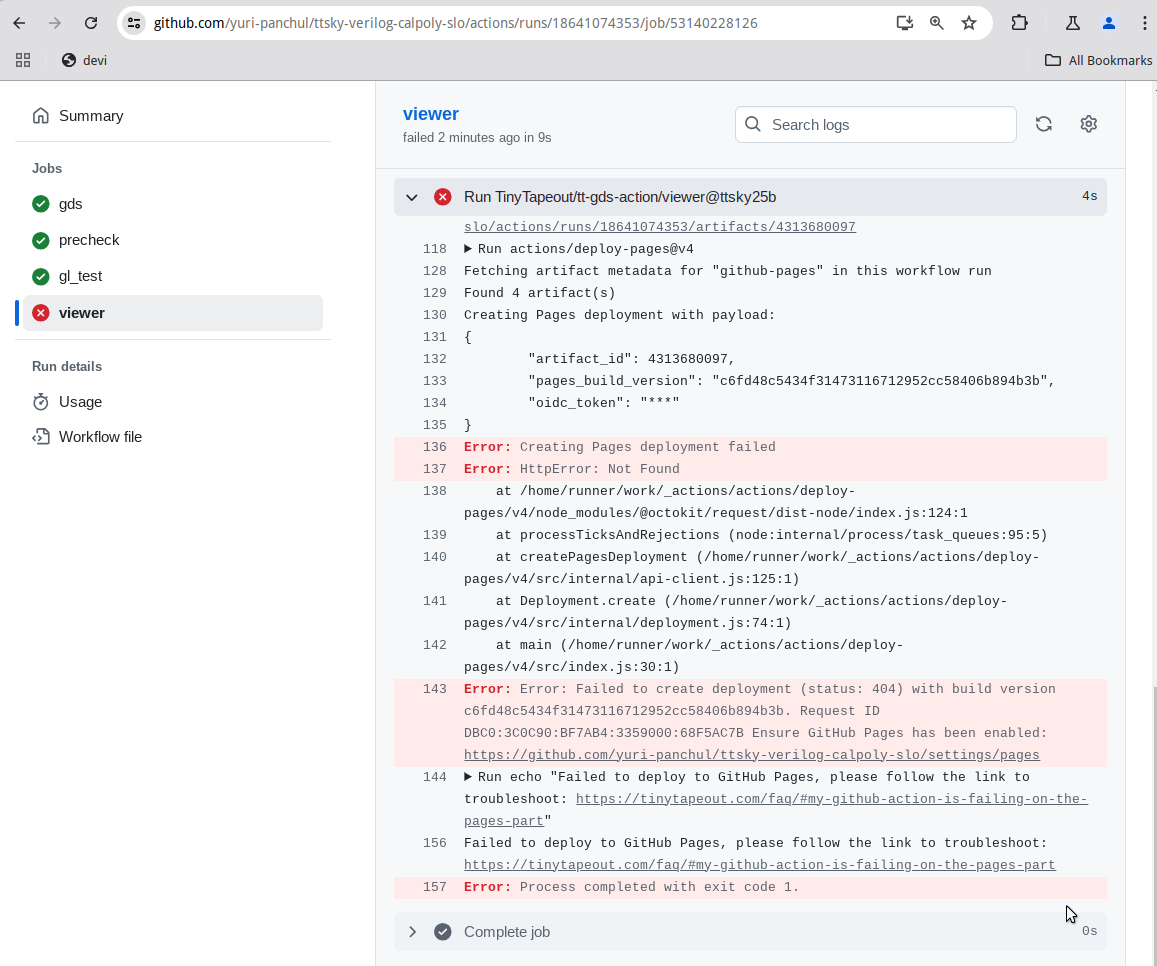 github.com/yuri-panchul/ttsky-verilog-calpoly-slo/actions/runs/18641074353/job/53140228126
devi
All Bookmarks
Summary
Jobs
gds
precheck
gl_test
viewer
Run details
Usage
Workflow file
viewer
failed 2 minutes ago in 9s
Search logs
Run TinyTapeout/tt-gds-action/viewer@ttsky25b 4s
slo/actions/runs/18641074353/artifacts/4313680097
118 Run actions/deploy-pages@v4
128 Fetching artifact metadata for "github-pages" in this workflow run
129 Found 4 artifact(s)
130 Creating Pages deployment with payload:
131 {
132 "artifact_id": 4313680097,
133 "pages_build_version": "c6fd48c5434f31473116712952cc58406b894b3b",
134 "oidc_token": "***"
135 }
136 Error: Creating Pages deployment failed
137 Error: HttpError: Not Found
138 at /home/runner/work/_actions/actions/deploy-
pages/v4/node_modules/@octokit/request/dist-node/index.js:124:1
139 at processTicksAndRejections (node:internal/process/task_queues:95:5)
140 at createPagesDeployment (/home/runner/work/_actions/actions/deploy-
pages/v4/src/internal/api-client.js:125:1)
141 at Deployment.create (/home/runner/work/_actions/actions/deploy-
pages/v4/src/internal/deployment.js:74:1)
142 at main (/home/runner/work/_actions/actions/deploy-
pages/v4/src/index.js:30:1)
143 Error: Error: Failed to create deployment (status: 404) with build version
c6fd48c5434f31473116712952cc58406b894b3b. Request ID
DBC0:3C0C90:BF7AB4:3359000:68F5AC7B Ensure GitHub Pages has been enabled:
https://github.com/yuri-panchul/ttsky-verilog-calpoly-slo/settings/pages
144 Run echo "Failed to deploy to GitHub Pages, please follow the link to
troubleshoot: https://tinytapeout.com/faq/#my-github-action-is-failing-on-the-
pages-part"
156 Failed to deploy to GitHub Pages, please follow the link to troubleshoot:
https://tinytapeout.com/faq/#my-github-action-is-failing-on-the-pages-part
157 Error: Process completed with exit code 1.
Complete job 0s